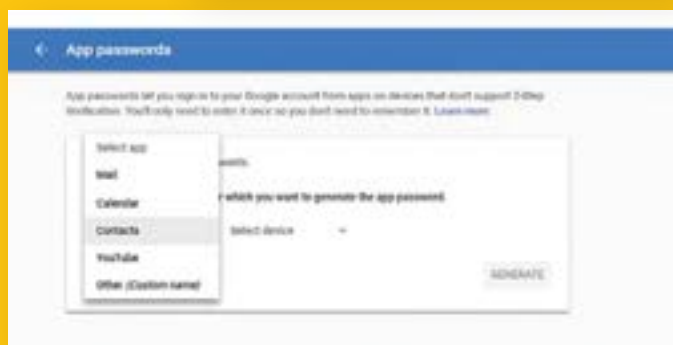 App passwords
App passwords let you sign in to your Google account from apps on devices that don't support 2-Step
Verification. You'll only need to enter it once so you don't need to remember it. Learn more
Select app
Mail
Calendar
Contacts
YouTube
Other (Custom name)
which you want to generate the app password.
Select device
GENERATE